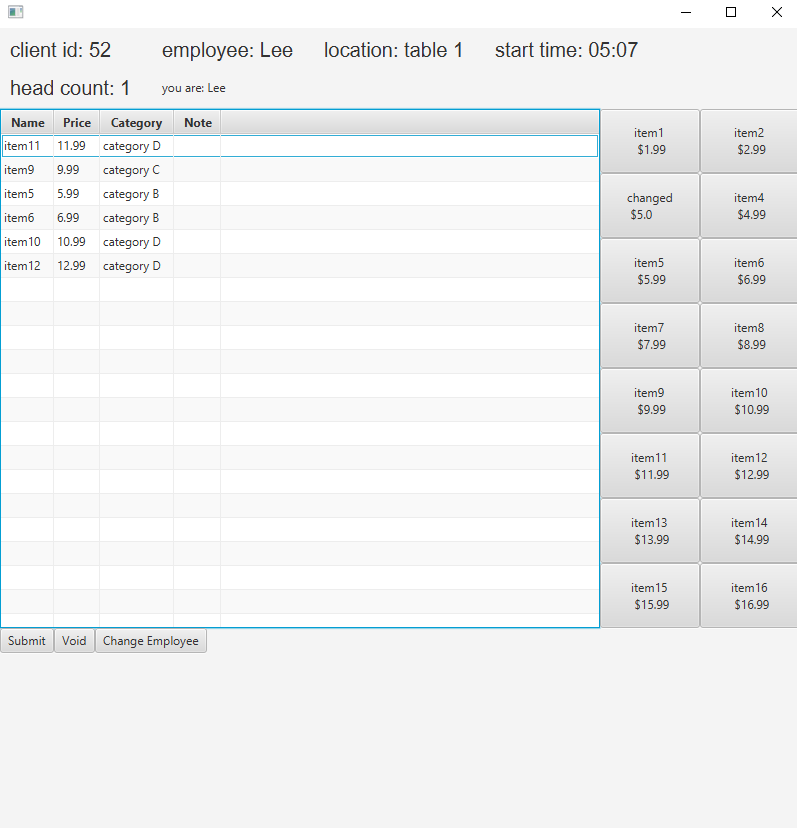 client id: 52 employee: Lee location: table 1 start time: 05:07
head count: 1 you are: Lee
Name Price Category Note
item11 11.99 category D
item9 9.99 category C
item5 5.99 category B
item6 6.99 category B
item10 10.99 category D
item12 12.99 category D
item1 item2
$1.99 $2.99
changed item4
$5.0 $4.99
item5 item6
$5.99 $6.99
item7 item8
$7.99 $8.99
item9 item10
$9.99 $10.99
item11 item12
$11.99 $12.99
item13 item14
$13.99 $14.99
item15 item16
$15.99 $16.99
Submit Void Change Employee